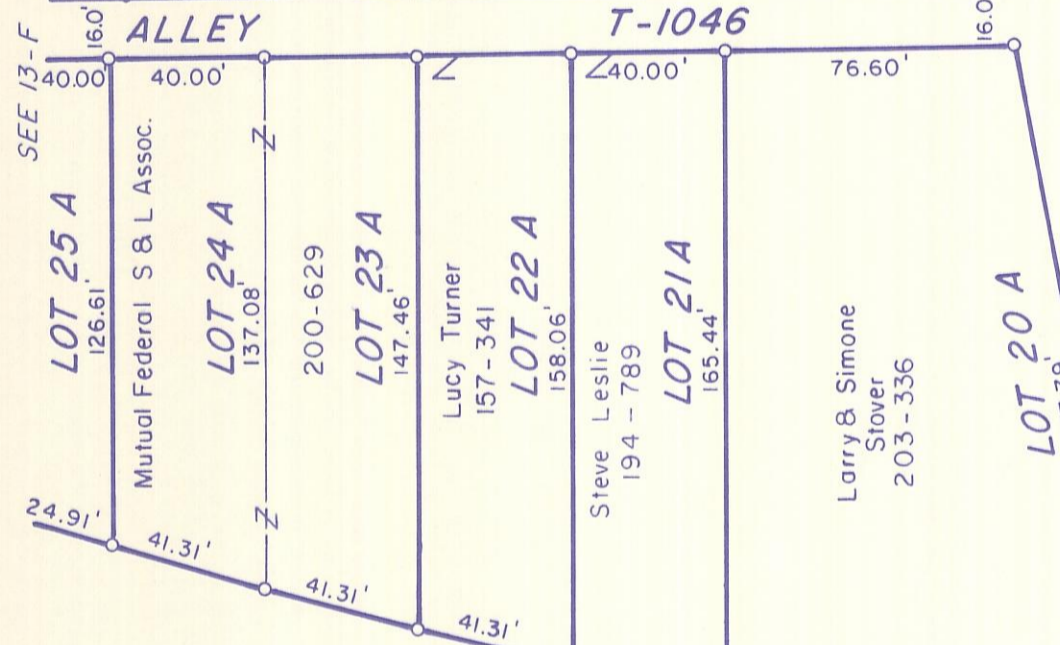 ALLEY
T-1046
SEE 13-F
16.0'
16.0
40.00'
40.00'
40.00'
76.60'
LOT 25 A
126.61'
Mutual Federal S & L Assoc.
LOT 24 A
137.08'
200-629
LOT 23 A
147.46'
Lucy Turner
157-341
LOT 22 A
158.06'
Steve Leslie
194-789
LOT 21A
165.44'
Larry & Simone
Stover
203-336
LOT 20 A
24.91'
41.31'
41.31'
41.31'